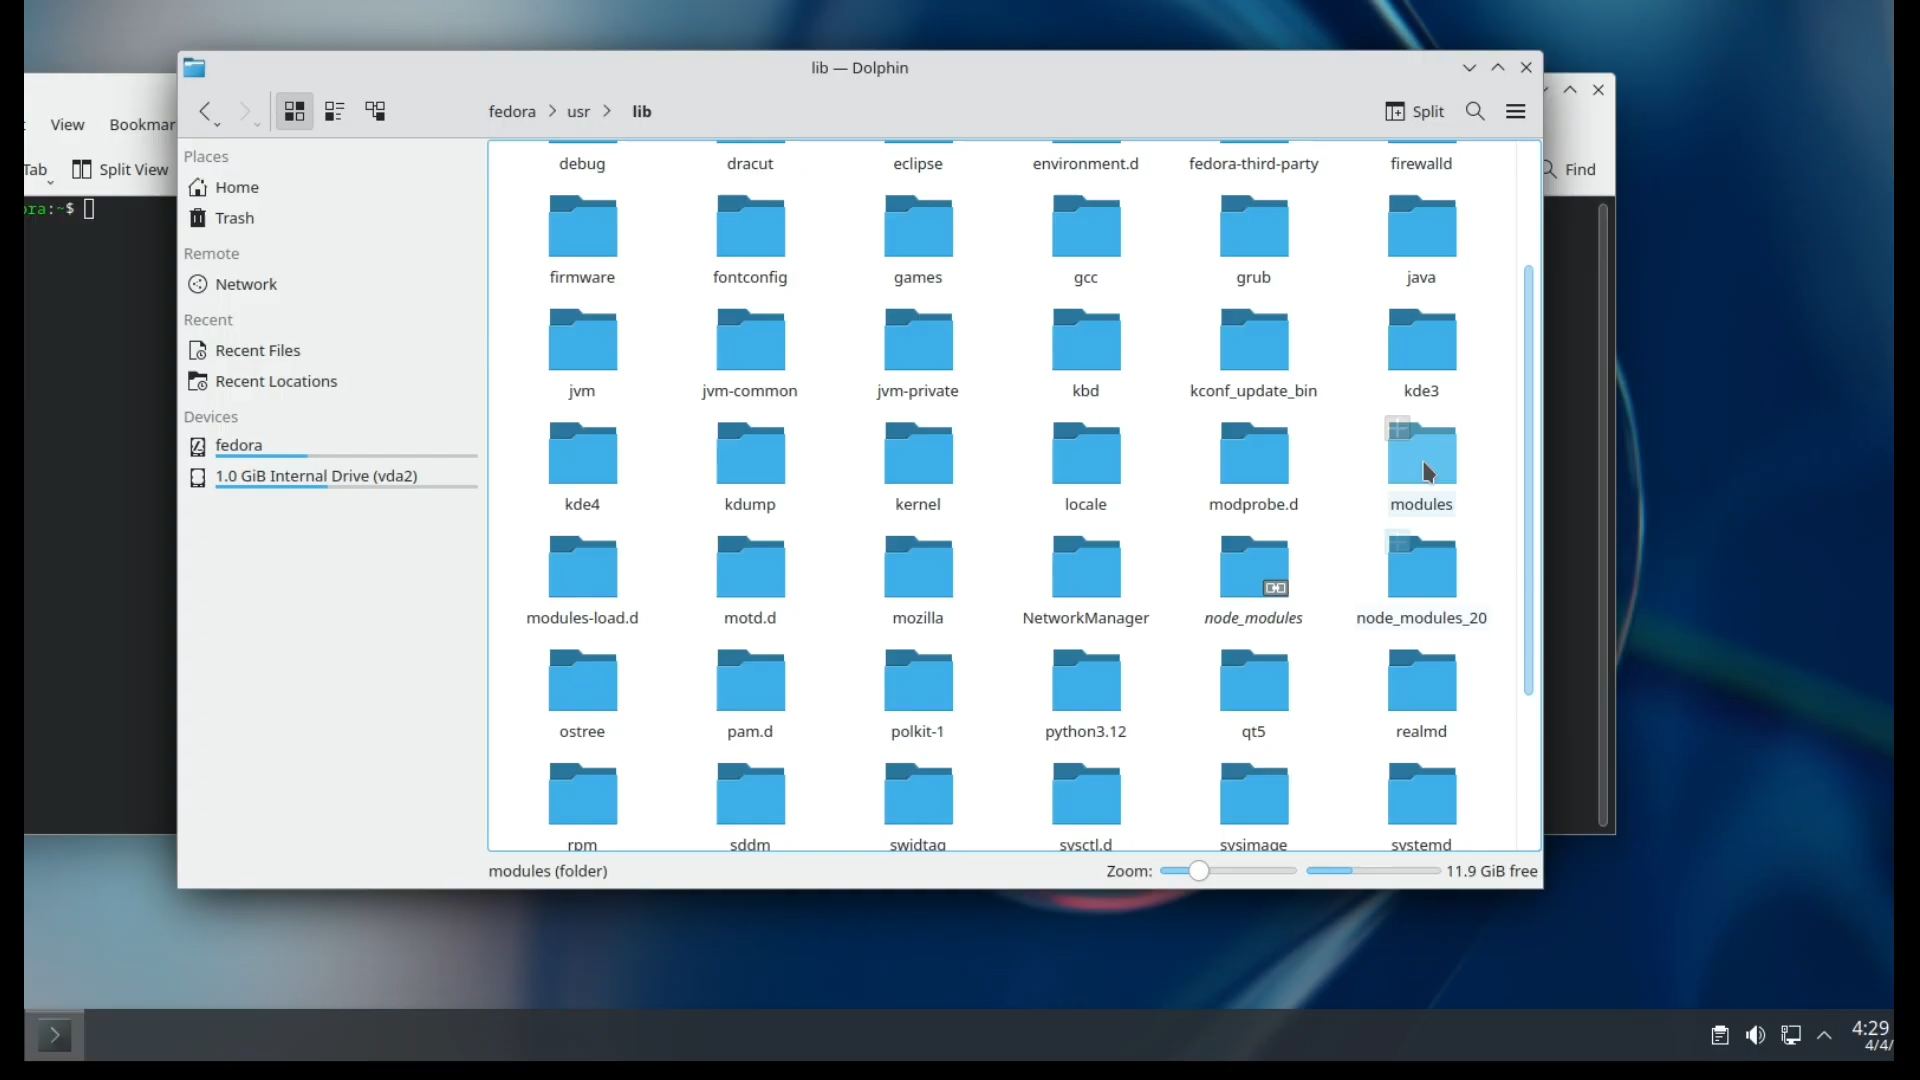 lib — Dolphin
View
Bookmar
Tab
Split View
Find
ora:~$
fedora > usr > lib
Split
Places
Home
Trash
Remote
Network
Recent
Recent Files
Recent Locations
Devices
fedora
1.0 GiB Internal Drive (vda2)
debug dracut eclipse environment.d fedora-third-party firewalld
firmware fontconfig games gcc grub java
jvm jvm-common jvm-private kbd kconf_update_bin kde3
kde4 kdump kernel locale modprobe.d modules
modules-load.d motd.d mozilla NetworkManager node_modules node_modules_20
ostree pam.d polkit-1 python3.12 qt5 realmd
rpm sddm swidtag sysctl.d sysimage systemd
modules (folder)
Zoom:
11.9 GiB free
4:29
4/4/